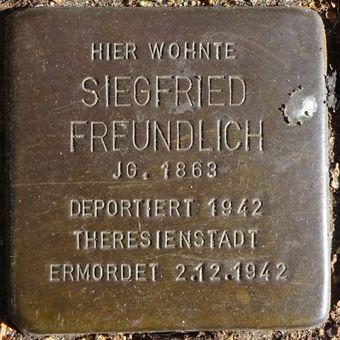 HIER WOHNTE
SIEGFRIED
FREUNDLICH
JG. 1863
DEPORTIERT 1942
THERESIENSTADT
ERMORDET 2.12.1942